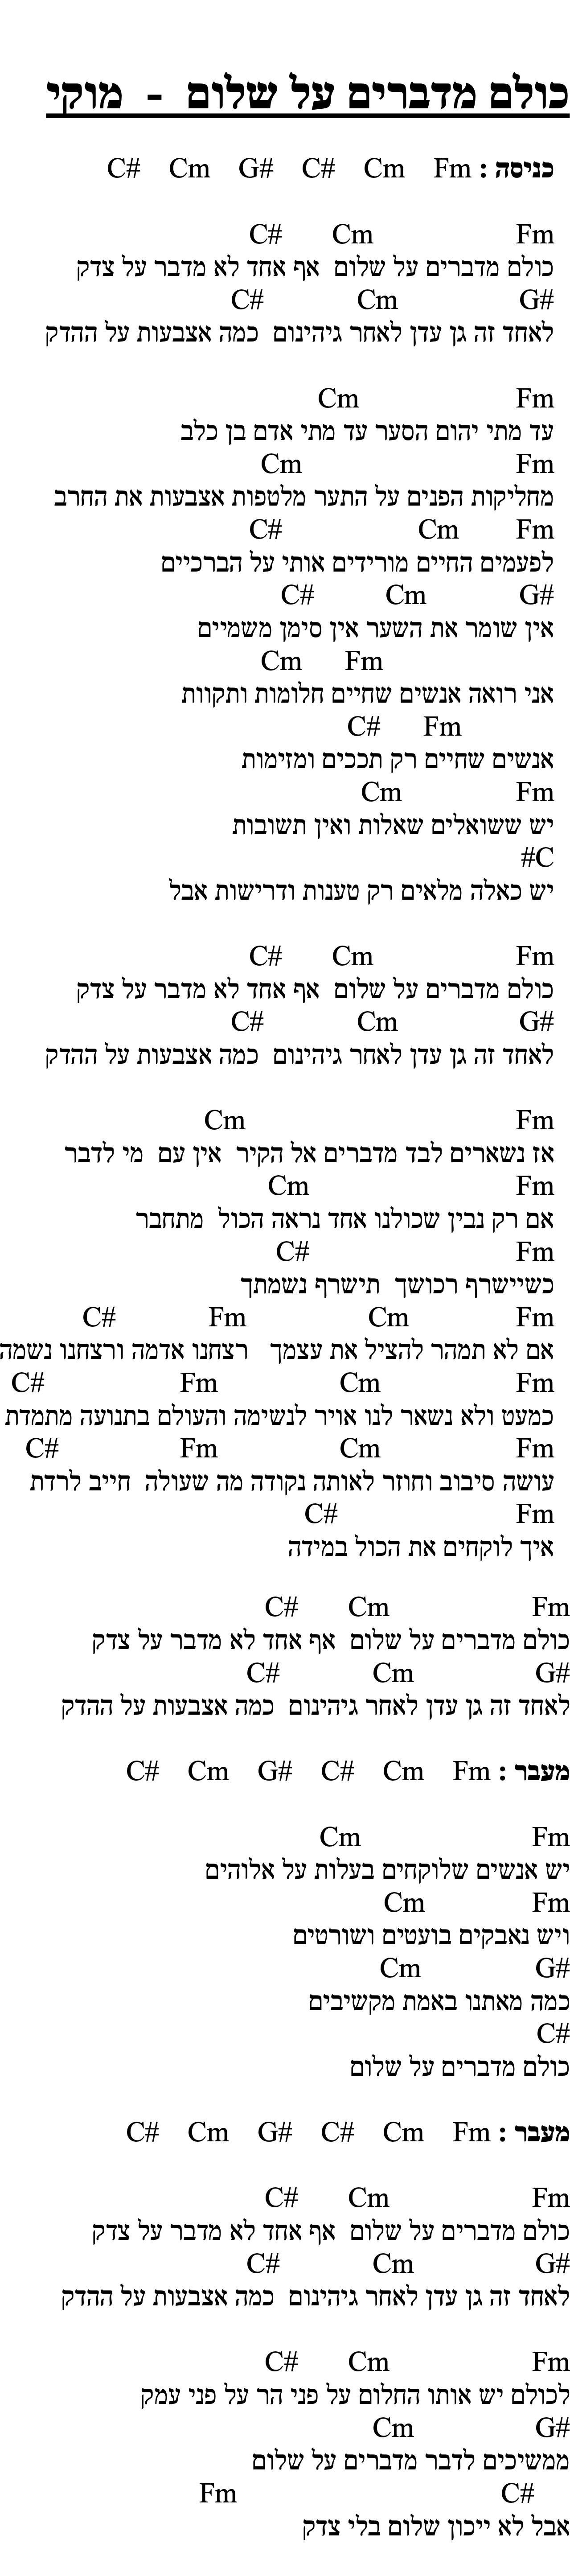 כולם מדברים על שלום - מוקי
כניסה : Fm Cm C# G# Cm C#
Fm Cm C#
כולם מדברים על שלום אף אחד לא מדבר על צדק
G# Cm C#
לאחד זה גן עדן לאחר גיהינום כמה אצבעות על ההדק
Fm Cm
עד מתי יהום הסער עד מתי אדם בן כלב
Fm Cm
מחליקות הפנים על התער מלטפות אצבעות את החרב
Fm Cm C#
לפעמים החיים מורידים אותי על הברכיים
G# Cm C#
אין שומר את השער אין סימן משמיים
Fm Cm
אני רואה אנשים שחיים חלומות ותקוות
Fm C#
אנשים שחיים רק תככים ומזימות
Fm Cm
יש ששואלים שאלות ואין תשובות
#C
יש כאלה מלאים רק טענות ודרישות אבל
Fm Cm C#
כולם מדברים על שלום אף אחד לא מדבר על צדק
G# Cm C#
לאחד זה גן עדן לאחר גיהינום כמה אצבעות על ההדק
Fm Cm
אז נשארים לבד מדברים אל הקיר אין עם מי לדבר
Fm Cm
אם רק נבין שכולנו אחד נראה הכול מתחבר
Fm C#
כשיישרף רכושך תישרף נשמתך
Fm Cm Fm C#
אם לא תמהר להציל את עצמך רצחנו אדמה ורצחנו נשמה
Fm Cm Fm C#
כמעט ולא נשאר לנו אויר לנשימה והעולם בתנועה מתמדת
Fm Cm Fm C#
עושה סיבוב וחוזר לאותה נקודה מה שעולה חייב לרדת
Fm C#
איך לוקחים את הכול במידה
Fm Cm C#
כולם מדברים על שלום אף אחד לא מדבר על צדק
G# Cm C#
לאחד זה גן עדן לאחר גיהינום כמה אצבעות על ההדק
מעבר : Fm Cm C# G# Cm C#
Fm Cm
יש אנשים שלוקחים בעלות על אלוהים
Fm Cm
ויש נאבקים בועטים ושורטים
G# Cm
כמה מאתנו באמת מקשיבים
C#
כולם מדברים על שלום
מעבר : Fm Cm C# G# Cm C#
Fm Cm C#
כולם מדברים על שלום אף אחד לא מדבר על צדק
G# Cm C#
לאחד זה גן עדן לאחר גיהינום כמה אצבעות על ההדק
Fm Cm C#
לכולם יש אותו החלום על פני הר על פני עמק
G# Cm
ממשיכים לדבר מדברים על שלום
C# Fm
אבל לא ייכון שלום בלי צדק